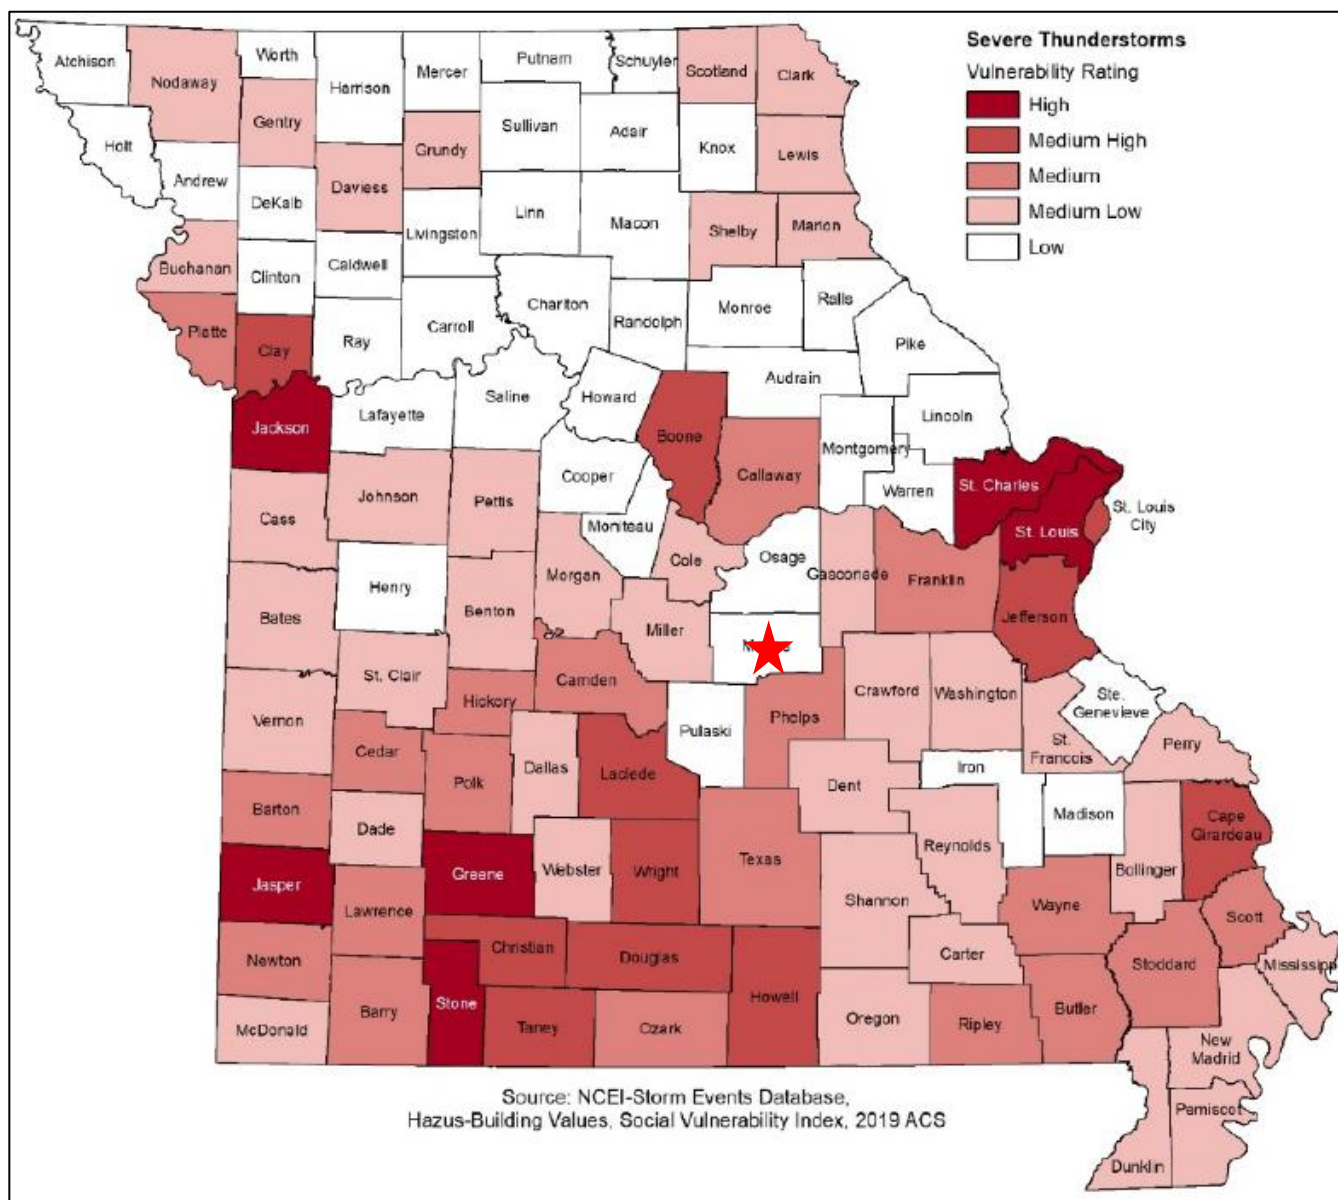 Severe Thunderstorms
Vulnerability Rating
High
Medium High
Medium
Medium Low
Low
Atchison
Nodaway
Worth
Harrison
Mercer
Putnam
Schuyler
Scotland
Clark
Gentry
Holt
Andrew
DeKalb
Daviess
Grundy
Sullivan
Adair
Knox
Lewis
Livingston
Linn
Macon
Shelby
Marion
Buchanan
Clinton
Caldwell
Platte
Clay
Ray
Carroll
Chariton
Randolph
Monroe
Ralls
Pike
Audrain
Jackson
Lafayette
Saline
Howard
Boone
Callaway
Montgomery
Lincoln
Warren
St. Charles
St. Louis
St. Louis
City
Cass
Johnson
Pettis
Cooper
Moniteau
Cole
Osage
Gasconade
Franklin
Jefferson
Bates
Henry
Benton
Morgan
Miller
St. Clair
Camden
Hickory
Vernon
Cedar
Polk
Dallas
Laclede
Pulaski
Phelps
Crawford
Washington
Ste.
Genevieve
St.
Francois
Perry
Barton
Dade
Dent
Iron
Madison
Reynolds
Bollinger
Cape
Girardeau
Jasper
Greene
Webster
Wright
Texas
Shannon
Wayne
Scott
Lawrence
Newton
Christian
Douglas
Howell
Carter
Stoddard
Mississippi
McDonald
Barry
Stone
Taney
Ozark
Oregon
Ripley
Butler
New
Madrid
Pemiscot
Dunklin
Source: NCEI-Storm Events Database,
Hazus-Building Values, Social Vulnerability Index, 2019 ACS